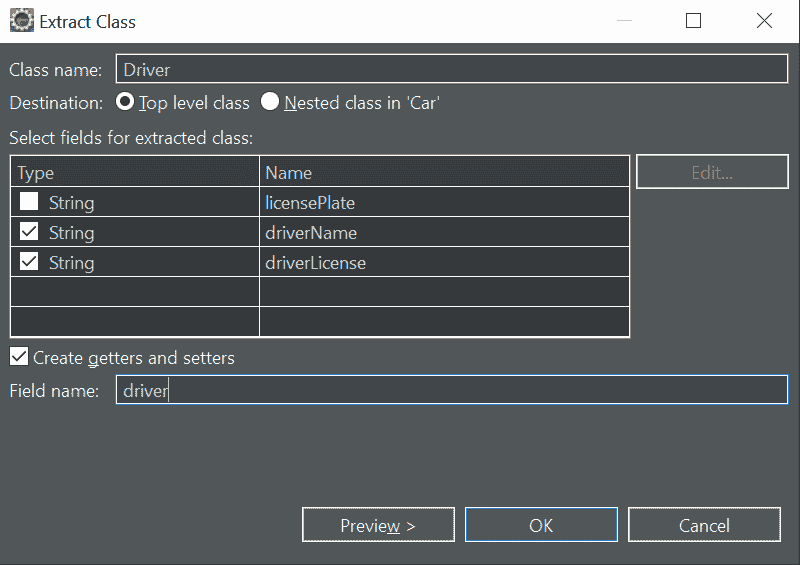 Extract Class
Class name: Driver
Destination: Top level class Nested class in 'Car'
Select fields for extracted class:
Type Name Edit...
String licensePlate
String driverName
String driverLicense
Create getters and setters
Field name: driver
Preview > OK Cancel